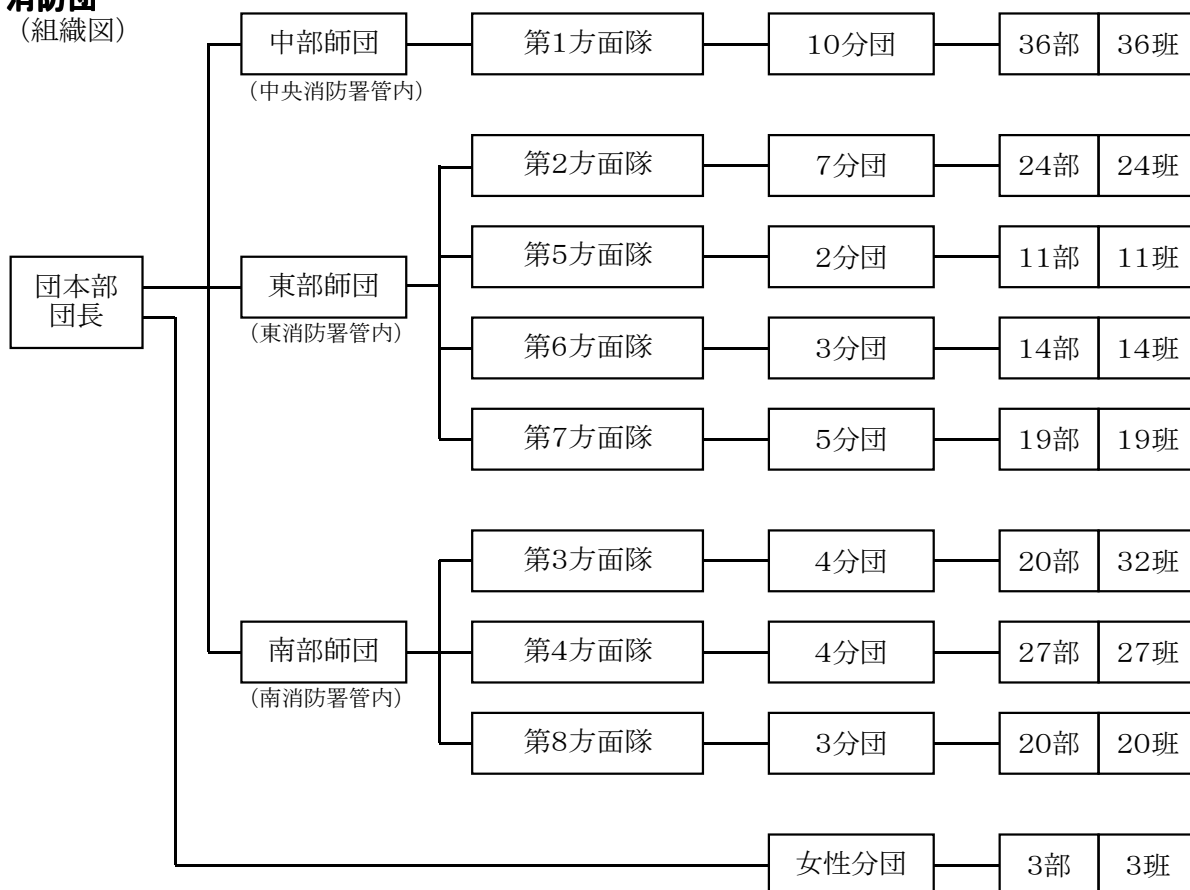 消防団
（組織図）
中部師団 第1方面隊 10分団 36部 36班
（中央消防署管内）
第2方面隊 7分団 24部 24班
第5方面隊 2分団 11部 11班
団本部
団長
東部師団
（東消防署管内）
第6方面隊 3分団 14部 14班
第7方面隊 5分団 19部 19班
第3方面隊 4分団 20部 32班
南部師団 第4方面隊 4分団 27部 27班
（南消防署管内）
第8方面隊 3分団 20部 20班
女性分団 3部 3班